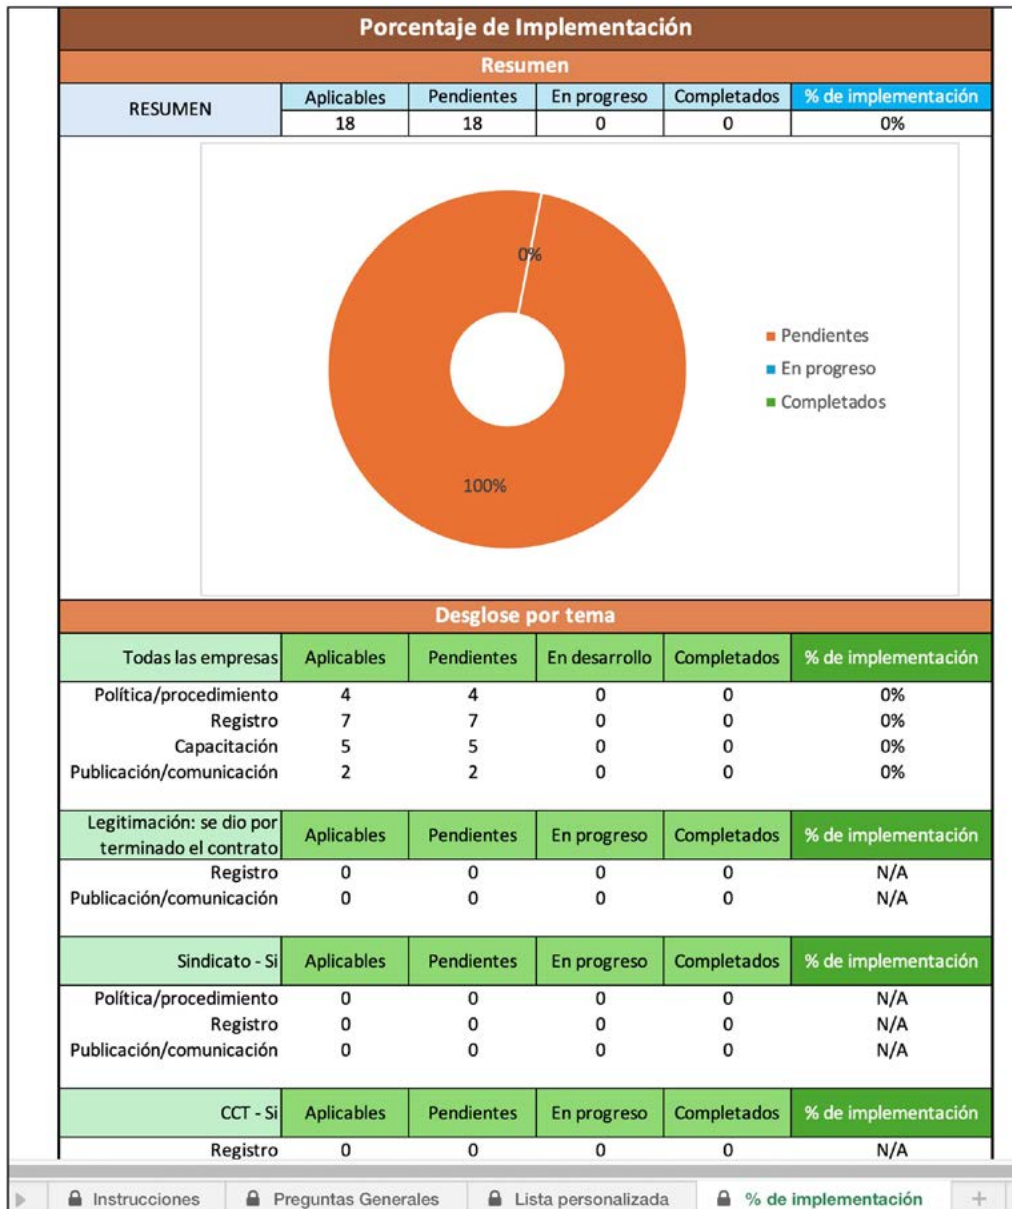 Porcentaje de Implementación
Resumen
RESUMEN Aplicables Pendientes En progreso Completados % de implementación
18 18 0 0 0%
0%
Pendientes
En progreso
Completados
100%
Desglose por tema
Todas las empresas Aplicables Pendientes En desarrollo Completados % de implementación
Política/procedimiento 4 4 0 0 0%
Registro 7 7 0 0 0%
Capacitación 5 5 0 0 0%
Publicación/comunicación 2 2 0 0 0%
Legitimación: se dio por
terminado el contrato Aplicables Pendientes En progreso Completados % de implementación
Registro 0 0 0 0 N/A
Publicación/comunicación 0 0 0 0 N/A
Sindicato - Si Aplicables Pendientes En progreso Completados % de implementación
Política/procedimiento 0 0 0 0 N/A
Registro 0 0 0 0 N/A
Publicación/comunicación 0 0 0 0 N/A
CCT - Si Aplicables Pendientes En progreso Completados % de implementación
Registro 0 0 0 0 N/A
Instrucciones Preguntas Generales Lista personalizada % de implementación +